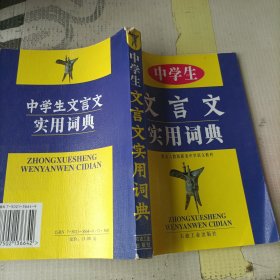 中学生文言文
实用词典
ZHONGXUESHENG
WENYANWEN CIDIAN
中学生文言文实用词典
中学生
文言文
实用词典
ZHONGXUESHENG
WENYANWEN CIDIAN